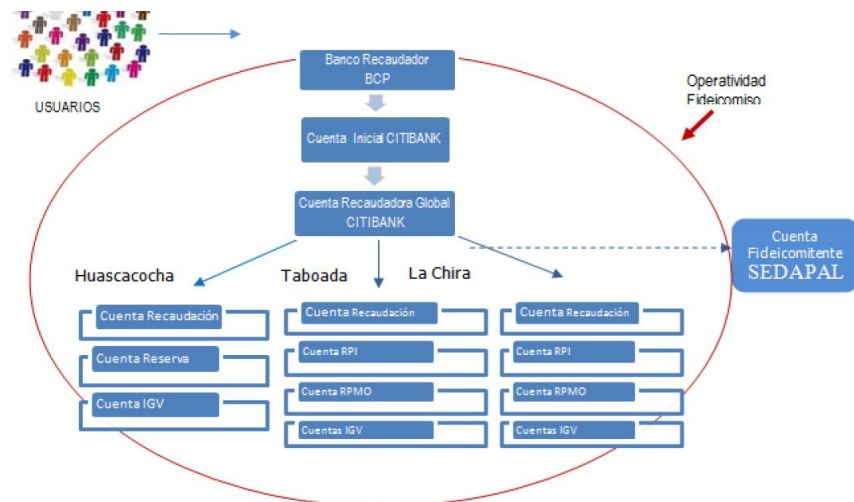 USUARIOS
Banco Recaudador
BCP
Operatividad
Fideicomiso
Cuenta Inicial CITIBANK
Cuenta Recaudadora Global
CITIBANK
Cuenta
Fideicomitente
SEDAPAL
Huascacocha
Taboada
La Chira
Cuenta Recaudación
Cuenta Reserva
Cuenta IGV
Cuenta Recaudación
Cuenta RPI
Cuenta RPMO
Cuentas IGV
Cuenta Recaudación
Cuenta RPI
Cuenta RPMO
Cuentas IGV